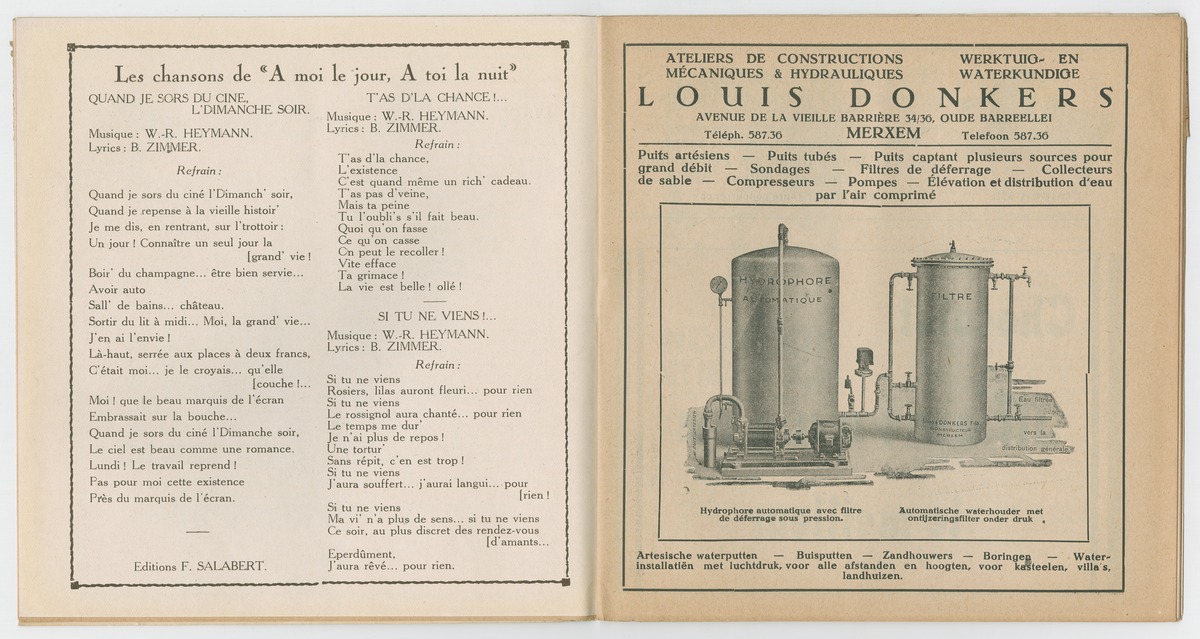 Les chansons de “A moi le jour, A toi la nuit”
QUAND JE SORS DU CINE,
L'DIMANCHE SOIR.
Musique : W.-R. HEYMANN.
Lyrics : B. ZIMMER.
Refrain :
Quand je sors du ciné l'Dimanch' soir,
Quand je repense à la vieille histoir'
Je me dis, en rentrant, sur l'trottoir :
Un jour ! Connaître un seul jour la
[grand' vie !
Boir' du champagne... être bien servie...
Avoir auto
Sall' de bains... château.
Sortir du lit à midi... Moi, la grand' vie...
J'en ai l'envie !
Là-haut, serrée aux places à deux francs,
C'était moi... je le croyais... qu'elle
[couche !...
Moi ! que le beau marquis de l'écran
Embrassait sur la bouche...
Quand je sors du ciné l'Dimanche soir,
Le ciel est beau comme une romance.
Lundi ! Le travail reprend !
Pas pour moi cette existence
Près du marquis de l'écran.
Editions F. SALABERT.
T'AS D'LA CHANCE !...
Musique : W.-R. HEYMANN.
Lyrics : B. ZIMMER.
Refrain :
T'as d'la chance,
L'existence
C'est quand même un rich' cadeau.
T'as pas d'veine,
Mais ta peine
Tu l'oubli's s'il fait beau.
Quoi qu'on fasse
Ce qu'on casse
On peut le recoller !
Vite efface
Ta grimace !
La vie est belle ! ollé !
SI TU NE VIENS !...
Musique : W.-R. HEYMANN.
Lyrics : B. ZIMMER.
Refrain :
Si tu ne viens
Rosiers, lilas auront fleuri... pour rien
Si tu ne viens
Le rossignol aura chanté... pour rien
Le temps me dur'
Je n'ai plus de repos !
Une tortur'
Sans répit, c'en est trop !
Si tu ne viens
J'aura souffert... j'aurai langui... pour
[rien !
Si tu ne viens
Ma vi' n'a plus de sens... si tu ne viens
Ce soir, au plus discret des rendez-vous
[d'amants...
Eperdûment,
J'aura rêvé... pour rien.
ATELIERS DE CONSTRUCTIONS
MÉCANIQUES & HYDRAULIQUES
WERKTUIG- EN
WATERKUNDIGE
LOUIS DONKERS
AVENUE DE LA VIEILLE BARRIÈRE 34/36, OUDE BARREELLEI
Téléph. 587.36 MERXEM Telefoon 587.36
Puits artésiens — Puits tubés — Puits captant plusieurs sources pour
grand débit — Sondages — Filtres de déferrage — Collecteurs
de sable — Compresseurs — Pompes — Élévation et distribution d'eau
par l'air comprimé
HYDROPHORE
AUTOMATIQUE
FILTRE
DONKERS
CONSTRUCTEUR
MERXEM
Eau filtrée
vers la
distribution générale
Hydrophore automatique avec filtre
de déferrage sous pression.
Automatische waterhouder met
ontijzeringsfilter onder druk.
Artesische waterputten — Buisputten — Zandhouwers — Boringen — Water-
installatiën met luchtdruk, voor alle afstanden en hoogten, voor kasteelen, villa's,
landhuizen.